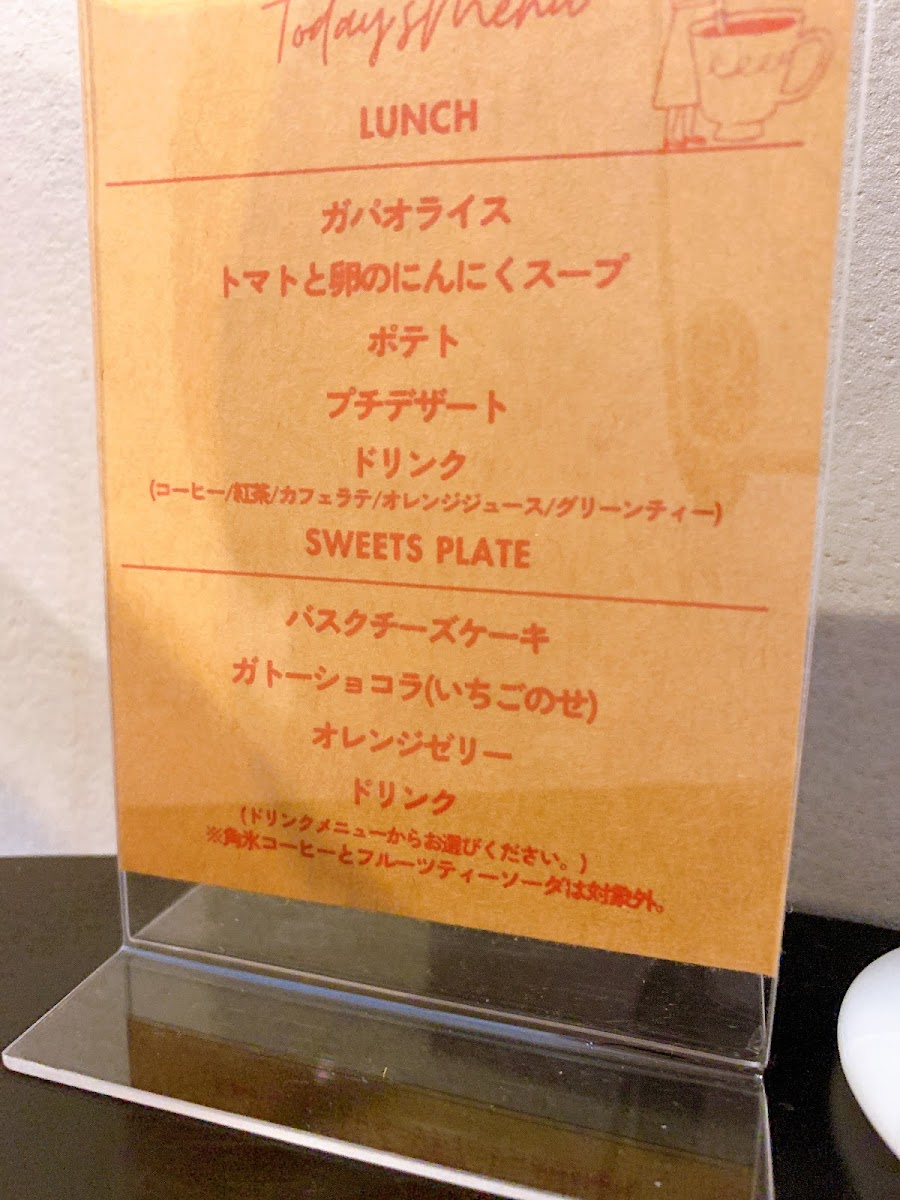 Today's Menu
LUNCH
ガパオライス
トマトと卵のにんにくスープ
ポテト
プチデザート
ドリンク
(コーヒー/紅茶/カフェラテ/オレンジジュース/グリーンティー)
SWEETS PLATE
バスクチーズケーキ
ガトーショコラ(いちごのせ)
オレンジゼリー
ドリンク
(ドリンクメニューからお選びください。)
※角氷コーヒーとフルーツティーソーダは対象外。